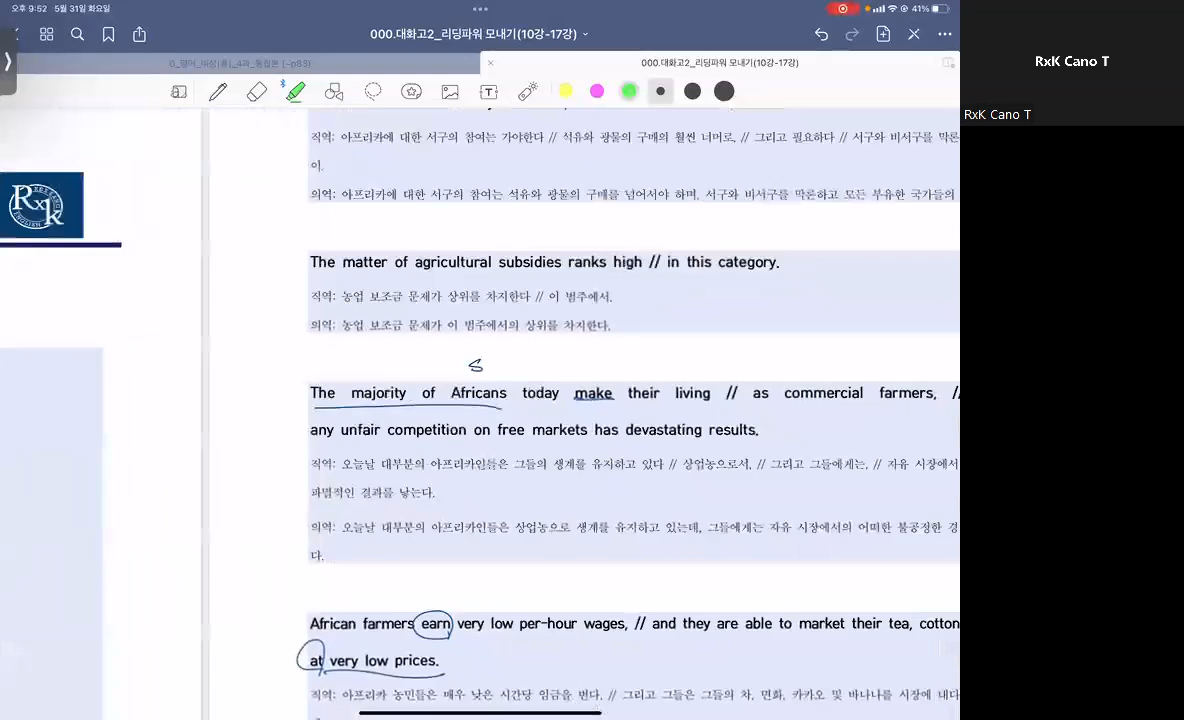 오후 9:52 5월 31일 화요일
41%
000.대화고2_리딩파워 모내기(10강-17강)
000.대화고2_리딩파워 모내기(10강-17강)
RxK Cano T
RxK Cano T
RxK
직역: 아프리카에 대한 서구의 참여는 가야한다 // 석유와 광물의 구매의 훨씬 너머로, // 그리고 필요하다 // 서구와 비서구를 막론
이.
의역: 아프리카에 대한 서구의 참여는 석유와 광물의 구매를 넘어서야 하며, 서구와 비서구를 막론하고 모든 부유한 국가들의
The matter of agricultural subsidies ranks high // in this category.
직역: 농업 보조금 문제가 상위를 차지한다 // 이 범주에서.
의역: 농업 보조금 문제가 이 범주에서의 상위를 차지한다.
S
The majority of Africans today make their living // as commercial farmers, //
any unfair competition on free markets has devastating results.
직역: 오늘날 대부분의 아프리카인들은 그들의 생계를 유지하고 있다 // 상업농으로서, // 그리고 그들에게는, // 자유 시장에서
파멸적인 결과를 낳는다.
의역: 오늘날 대부분의 아프리카인들은 상업농으로 생계를 유지하고 있는데, 그들에게는 자유 시장에서의 어떠한 불공정한 경
다.
African farmers earn very low per-hour wages, // and they are able to market their tea, cotton
at very low prices.
직역: 아프리카 농민들은 매우 낮은 시간당 임금을 번다. // 그리고 그들은 그들의 차, 면화, 카카오 및 바나나를 시장에 내다